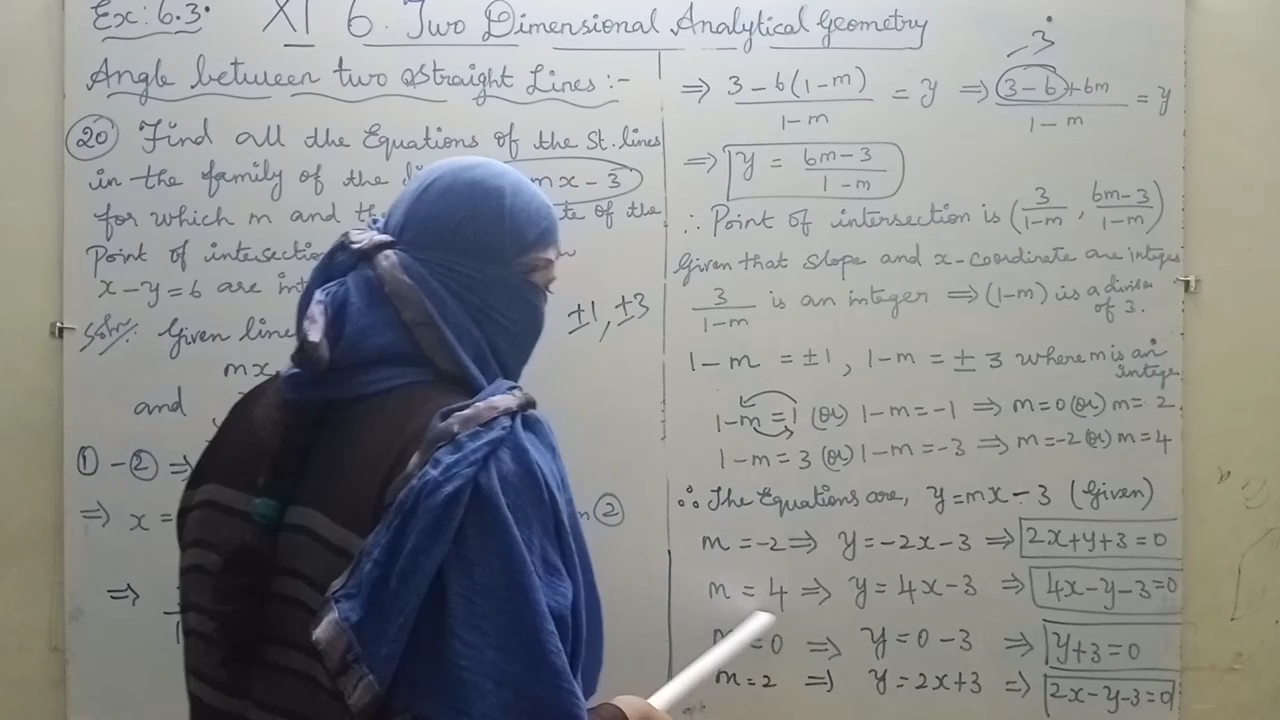 Ex: 6.3. XI 6. Two Dimensional Analytical Geometry
Angle between two Straight Lines:-
20 Find all the Equations of the St. lines
in the family of the mx - 3
for which m and of the
Point of
x-y=6 are
Soln: Given line
mx
and
① - ② ⇒
⇒ x = ②
⇒
±1, ±3
⇒ 3-6(1-m)/1-m = y ⇒ 3-6+6m/1-m = y
-3
⇒ y = 6m-3/1-m
∴ Point of intersection is (3/1-m, 6m-3/1-m)
Given that slope and x-coordinate are integers
3/1-m is an integer ⇒ (1-m) is a divisor of 3.
1-m = ±1, 1-m = ±3 where m is an integer
1-m = 1 (or) 1-m = -1 ⇒ m=0 (or) m= 2
1-m = 3 (or) 1-m = -3 ⇒ m=-2 (or) m=4
∴ The Equations are, y=mx-3 (Given)
m = -2 ⇒ y = -2x-3 ⇒ 2x+y+3=0
m = 4 ⇒ y = 4x-3 ⇒ 4x-y-3=0
m=0 ⇒ y=0-3 ⇒ y+3=0
m=2 ⇒ y=2x+3 ⇒ 2x-y-3=0